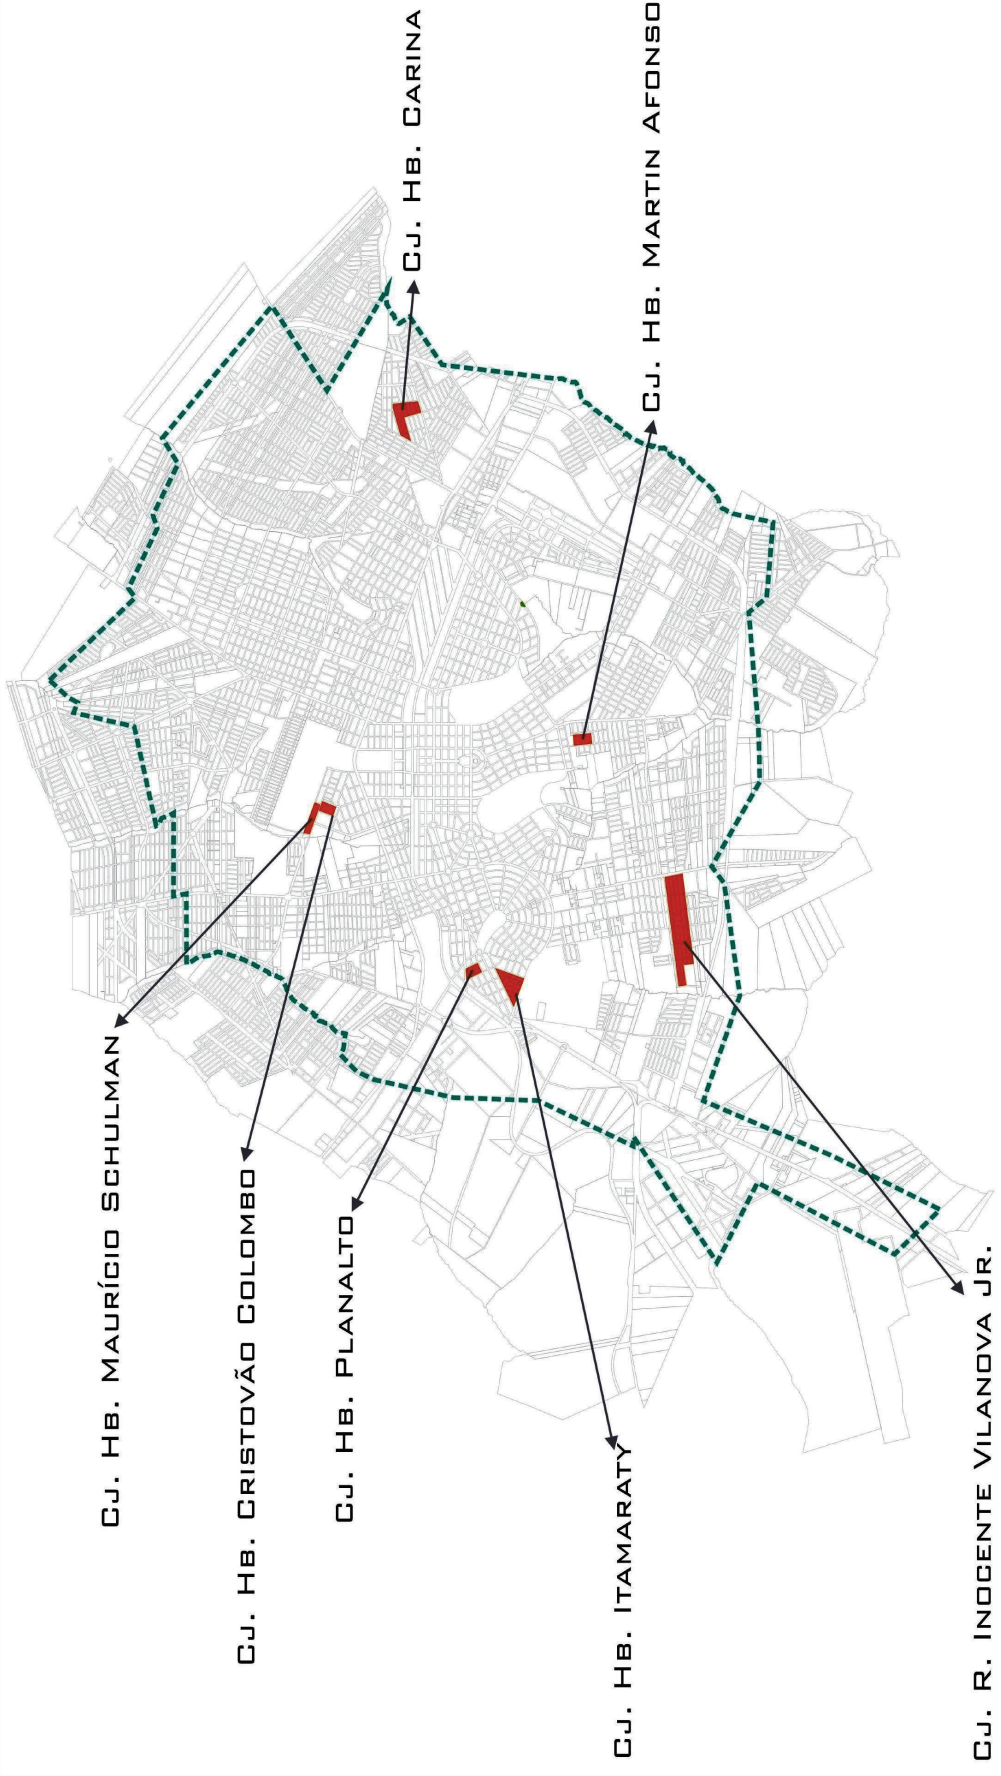 Cj. Hb. Maurício Schulman
Cj. Hb. Cristovão Colombo
Cj. Hb. Planalto
Cj. Hb. Carina
Cj. Hb. Itamaraty
Cj. Hb. Martin Afonso
Cj. R. Inocente Vilanova Jr.